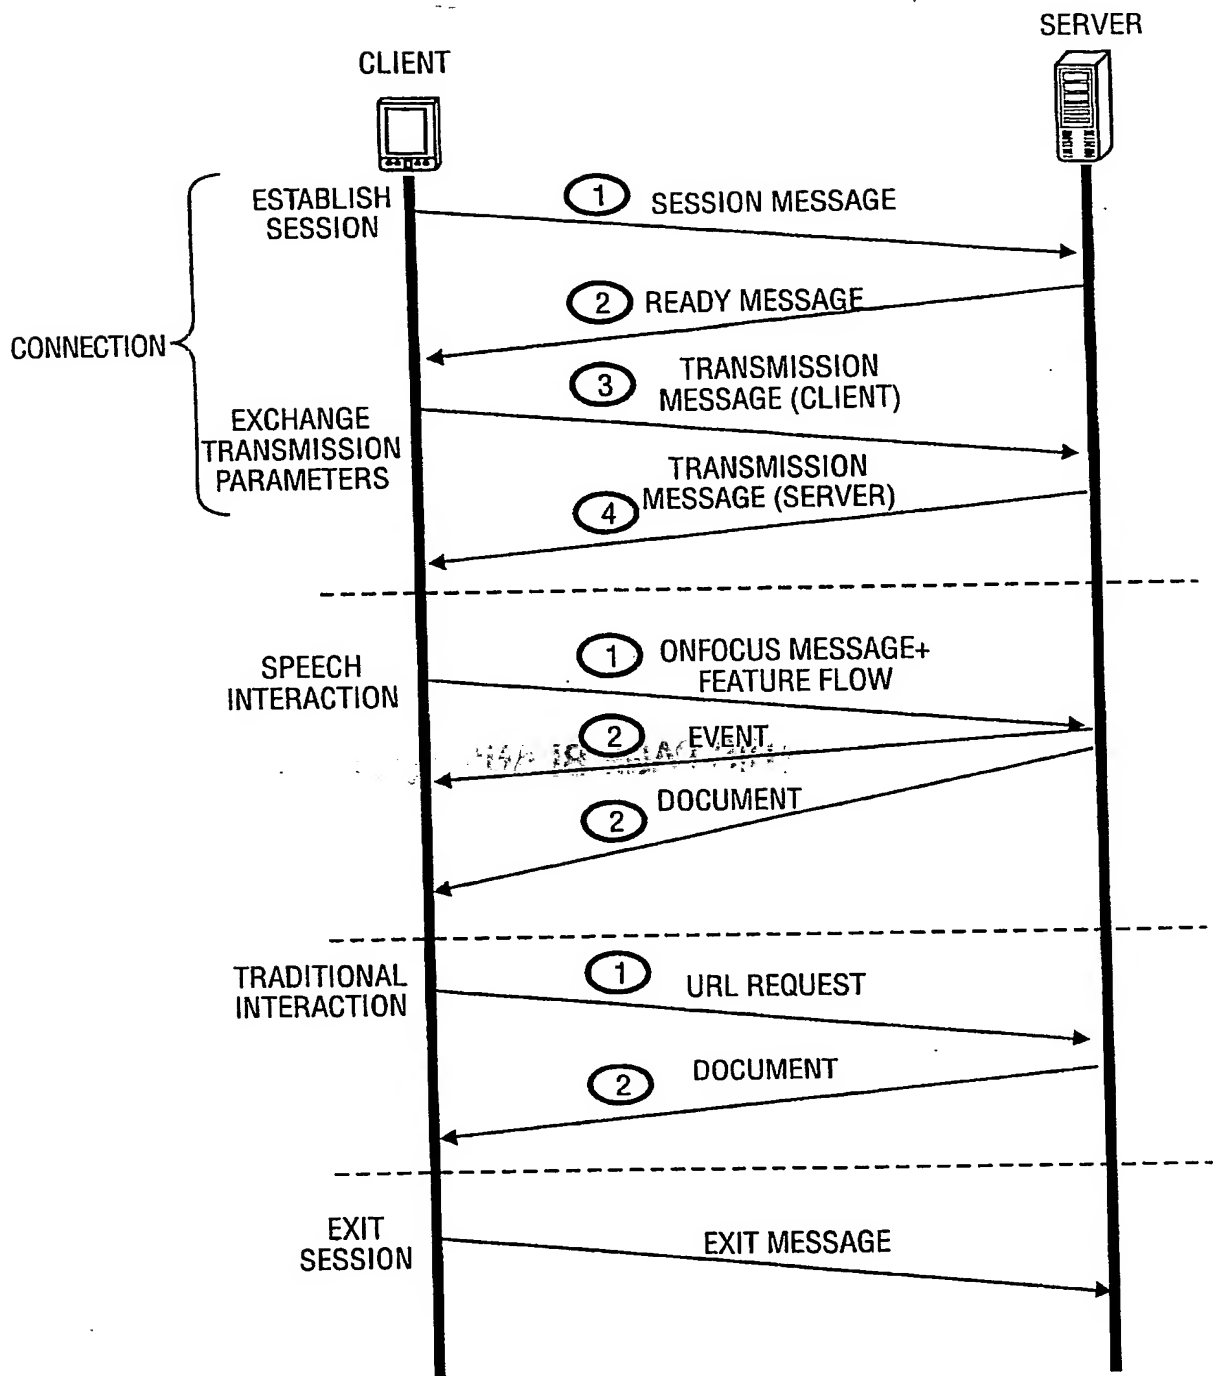 SERVER
CLIENT
ESTABLISH
SESSION
1
SESSION MESSAGE
2
READY MESSAGE
CONNECTION
3
TRANSMISSION
MESSAGE (CLIENT)
EXCHANGE
TRANSMISSION
PARAMETERS
TRANSMISSION
MESSAGE (SERVER)
4
SPEECH
INTERACTION
1
ONFOCUS MESSAGE+
FEATURE FLOW
2
EVENT
DOCUMENT
2
TRADITIONAL
INTERACTION
1
URL REQUEST
DOCUMENT
2
EXIT
SESSION
EXIT MESSAGE